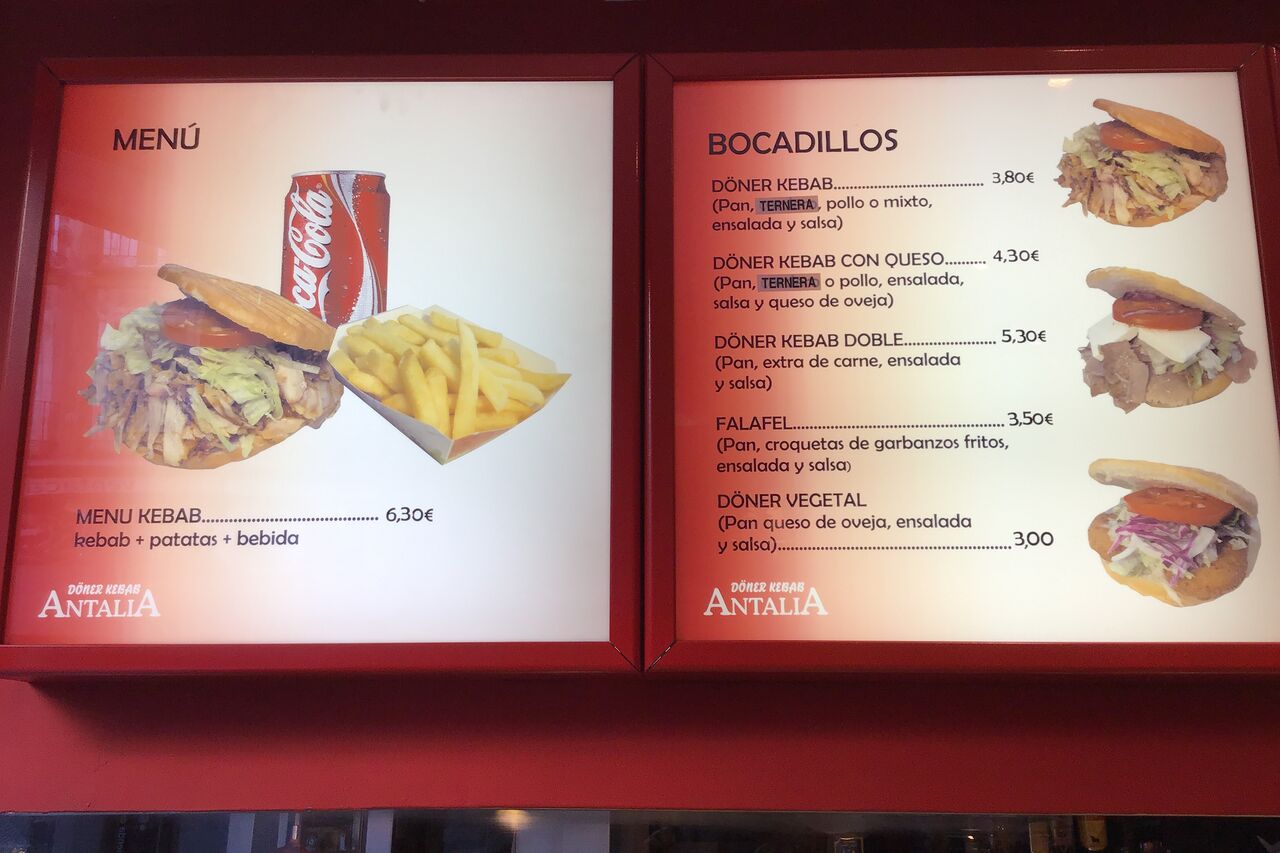 MENÚ
Coca-Cola
MENU KEBAB........................................ 6,30€
kebab + patatas + bebida
DÖNER KEBAB
ANTALIA
BOCADILLOS
DÖNER KEBAB................................. 3,80€
(Pan, TERNERA, pollo o mixto,
ensalada y salsa)
DÖNER KEBAB CON QUESO......... 4,30€
(Pan, TERNERA o pollo, ensalada,
salsa y queso de oveja)
DÖNER KEBAB DOBLE.................... 5,30€
(Pan, extra de carne, ensalada
y salsa)
FALAFEL.............................................. 3,50€
(Pan, croquetas de garbanzos fritos,
ensalada y salsa)
DÖNER VEGETAL
(Pan queso de oveja, ensalada
y salsa)................................................... 3,00
DÖNER KEBAB
ANTALIA